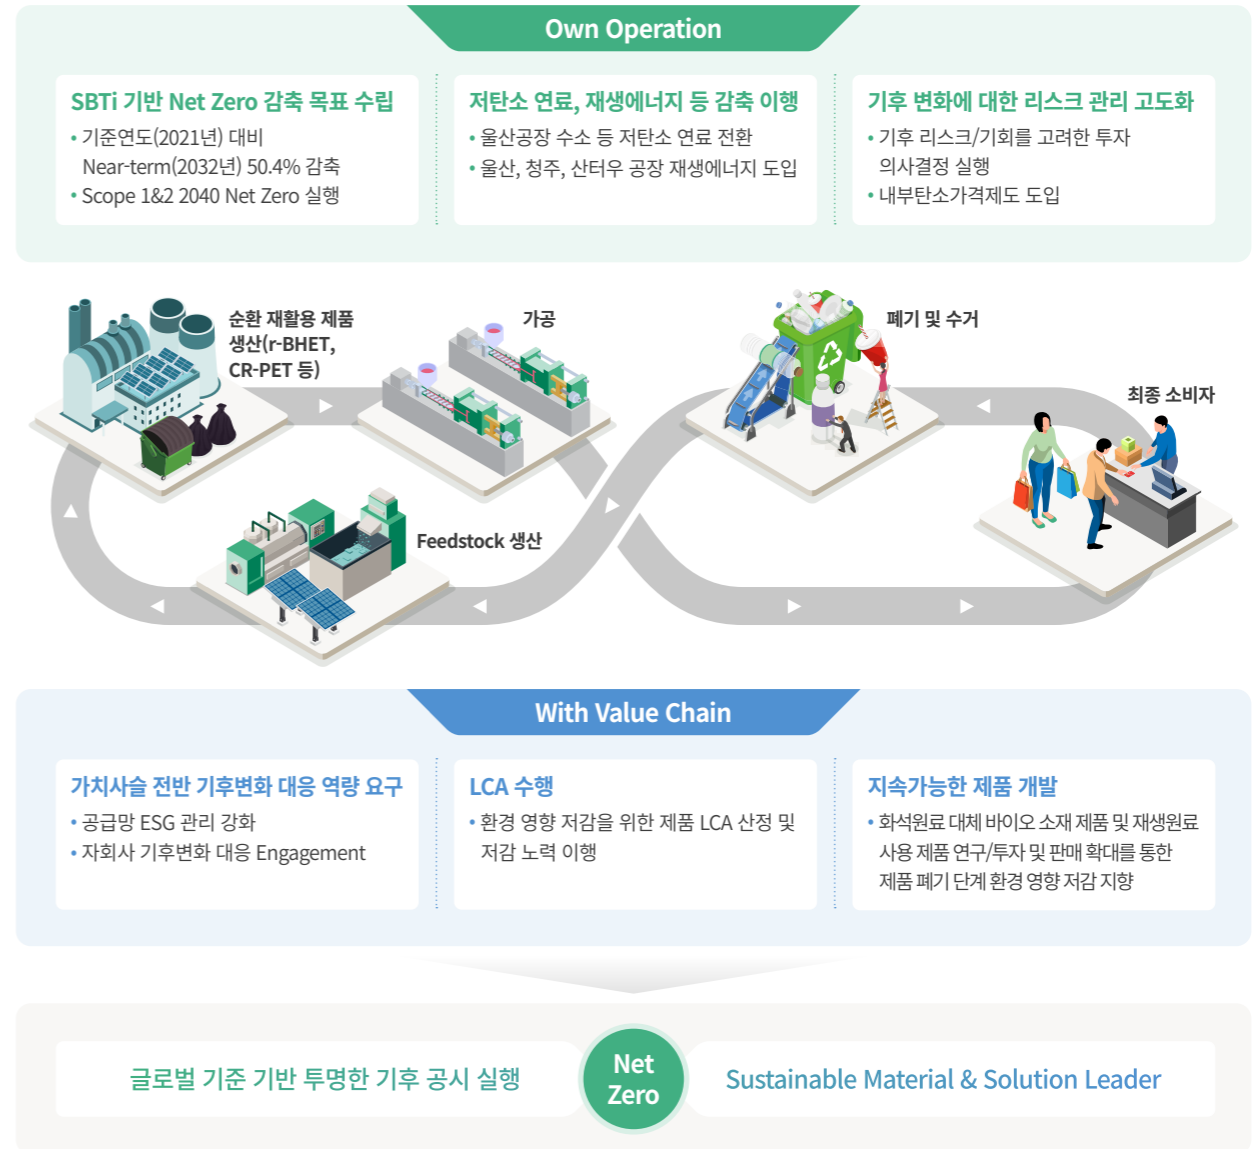 Own Operation
SBTi 기반 Net Zero 감축 목표 수립
• 기준연도(2021년) 대비
Near-term(2032년) 50.4% 감축
• Scope 1&2 2040 Net Zero 실행
저탄소 연료, 재생에너지 등 감축 이행
• 울산공장 수소 등 저탄소 연료 전환
• 울산, 청주, 산터우 공장 재생에너지 도입
기후 변화에 대한 리스크 관리 고도화
• 기후 리스크/기회를 고려한 투자
의사결정 실행
• 내부탄소가격제도 도입
순환 재활용 제품
생산(r-BHET,
CR-PET 등)
가공
폐기 및 수거
최종 소비자
Feedstock 생산
With Value Chain
가치사슬 전반 기후변화 대응 역량 요구
• 공급망 ESG 관리 강화
• 자회사 기후변화 대응 Engagement
LCA 수행
• 환경 영향 저감을 위한 제품 LCA 산정 및
저감 노력 이행
지속가능한 제품 개발
• 화석원료 대체 바이오 소재 제품 및 재생원료
사용 제품 연구/투자 및 판매 확대를 통한
제품 폐기 단계 환경 영향 저감 지향
글로벌 기준 기반 투명한 기후 공시 실행
Net
Zero
Sustainable Material & Solution Leader